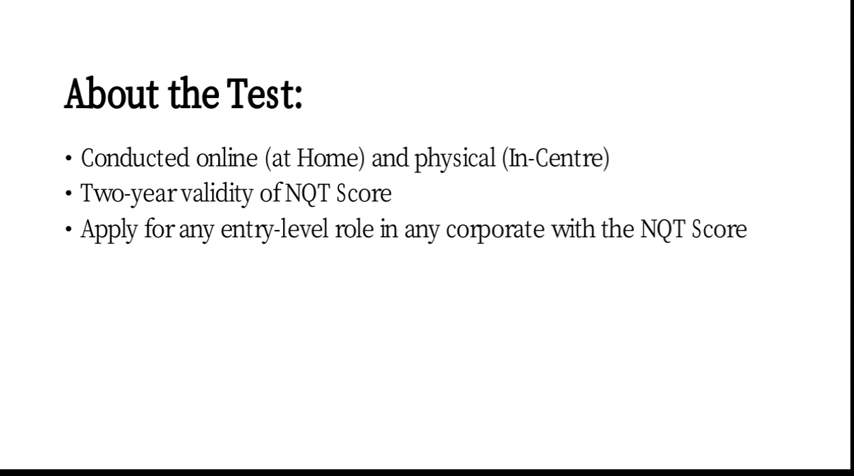 About the Test:
• Conducted online (at Home) and physical (In-Centre)
• Two-year validity of NQT Score
• Apply for any entry-level role in any corporate with the NQT Score